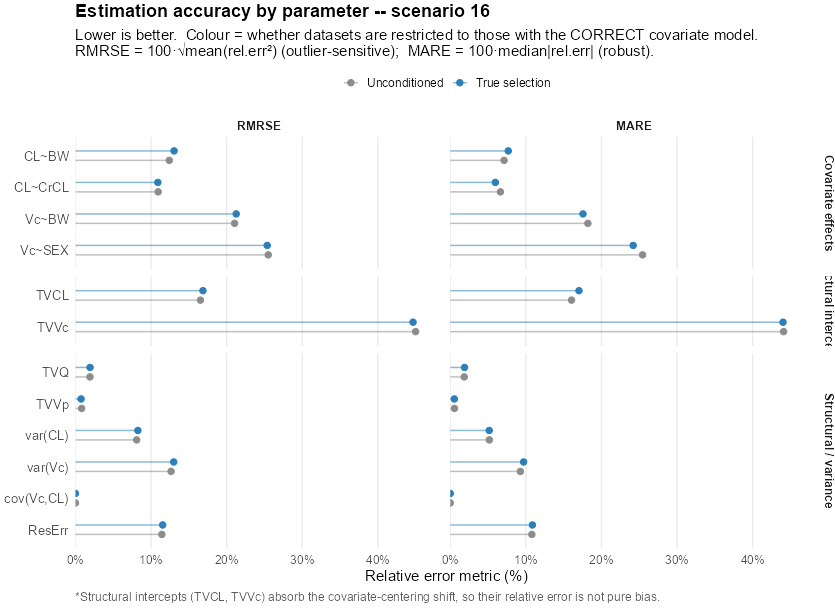 Estimation accuracy by parameter -- scenario 16
Lower is better.  Colour = whether datasets are restricted to those with the CORRECT covariate model.
RMRSE = 100·√mean(rel.err²) (outlier-sensitive);  MARE = 100·median|rel.err| (robust).
Unconditioned
True selection
RMRSE
MARE
CL~BW
CL~CrCL
Vc~BW
Vc~SEX
Covariate effects
TVCL
TVVc
TVQ
TVVp
var(CL)
var(Vc)
cov(Vc,CL)
ResErr
Structural / variance
0% 10% 20% 30% 40% 0% 10% 20% 30% 40%
Relative error metric (%)
*Structural intercepts (TVCL, TVVc) absorb the covariate-centering shift, so their relative error is not pure bias.